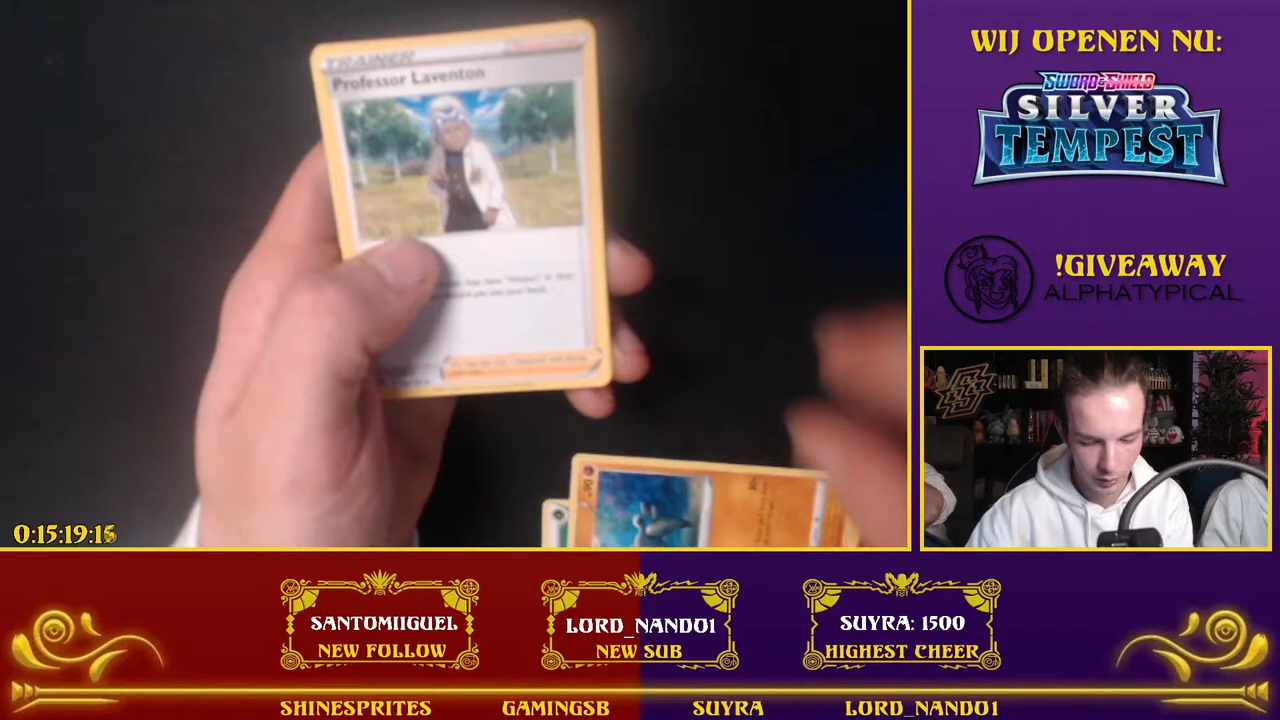 TRAINER
Professor Laventon
0:15:19:15
WIJ OPENEN NU:
SWORD & SHIELD
SILVER
TEMPEST
!GIVEAWAY
ALPHATYPICAL
SANTOMIIGUEL
NEW FOLLOW
LORD_NANDO1
NEW SUB
SUYRA: 1500
HIGHEST CHEER
SHINESPRITES GAMINGSB SUYRA LORD_NANDO1